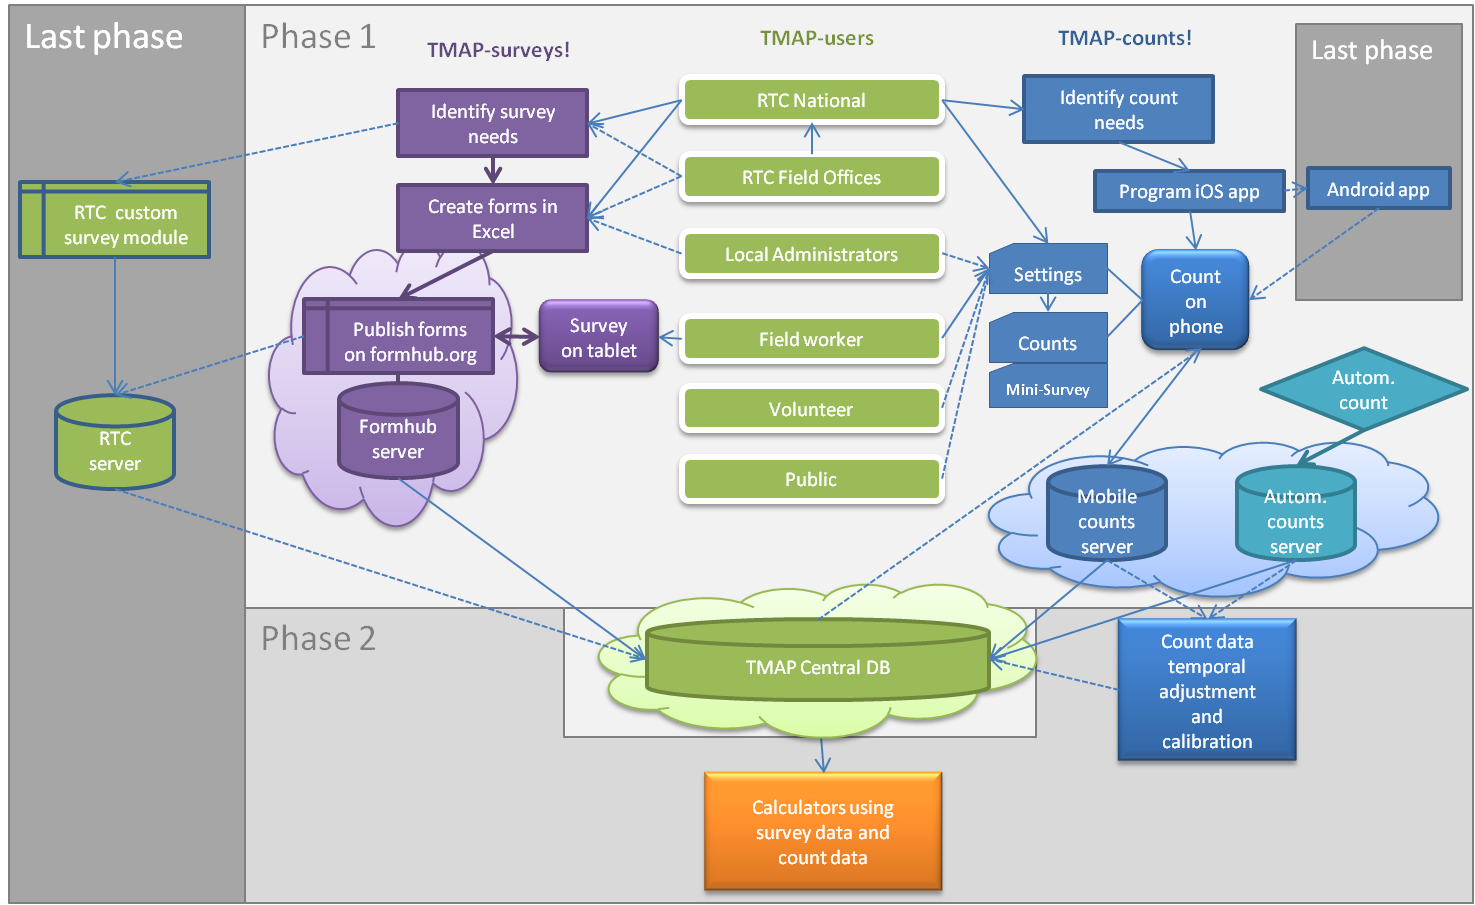 Last phase
Phase 1
TMAP-surveys!
TMAP-users
TMAP-counts!
Last phase
Identify survey
needs
RTC National
Identify count
needs
RTC Field Offices
Program iOS app
Android app
RTC custom
survey module
Create forms in
Excel
Local Administrators
Settings
Count
on
phone
Publish forms
on formhub.org
Survey
on tablet
Field worker
Counts
Mini-Survey
Autom.
count
Volunteer
RTC
server
Formhub
server
Public
Mobile
counts
server
Autom.
counts
server
Phase 2
TMAP Central DB
Count data
temporal
adjustment
and
calibration
Calculators using
survey data and
count data